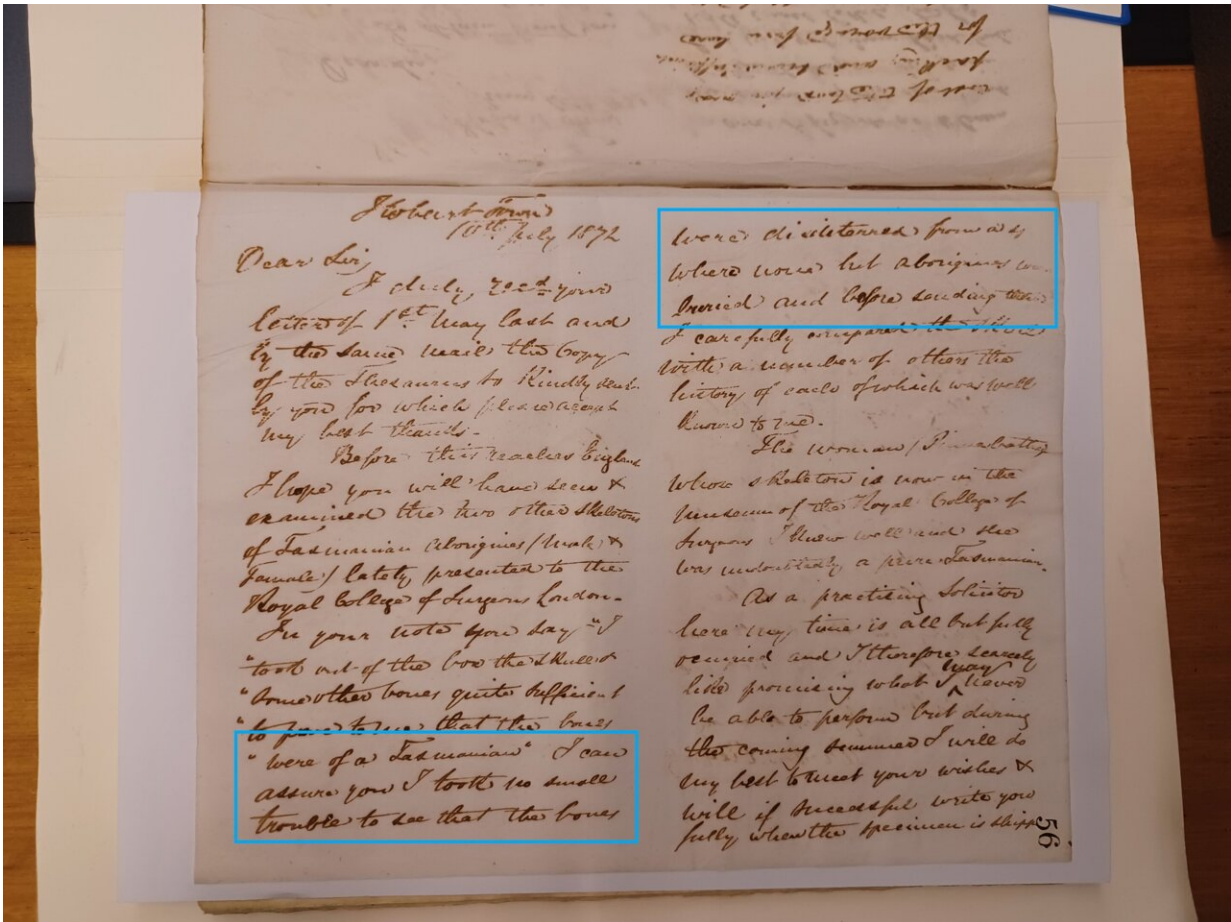 Hobart Town
10th July 1872
Dear Sir,
I duly recd your
letter of 1st May last and
by the same mail the Copy
of the Thesaurus so Kindly sent
by you for which please accept
my best thanks.
Before this reaches England
I hope you will have seen &
examined the two other Skeletons
of Tasmanian Aborigines (Male &
Female) lately presented to the
Royal College of Surgeons London.
In your note you say "I
"took out of the box the Skull &
"some other bones quite sufficient
"to prove to me that the bones
"were of a Tasmanian" I can
assure you I took no small
trouble to see that the bones
were disinterred from a
where none but aborigines
buried and before sending them
I carefully compared the Skull
with a number of others the
history of each of which was well
known to me.
The woman
whose skeleton is now in the
Museum of the Royal College of
Surgeons I knew well and she
was undoubtedly a pure Tasmanian.
As a practising Solicitor
here my time is all but fully
occupied and I therefore scarcely
like promising what I may never
be able to perform but during
the coming summer I will do
my best to meet your wishes &
will if successful write you
fully when the specimen is shipp
56